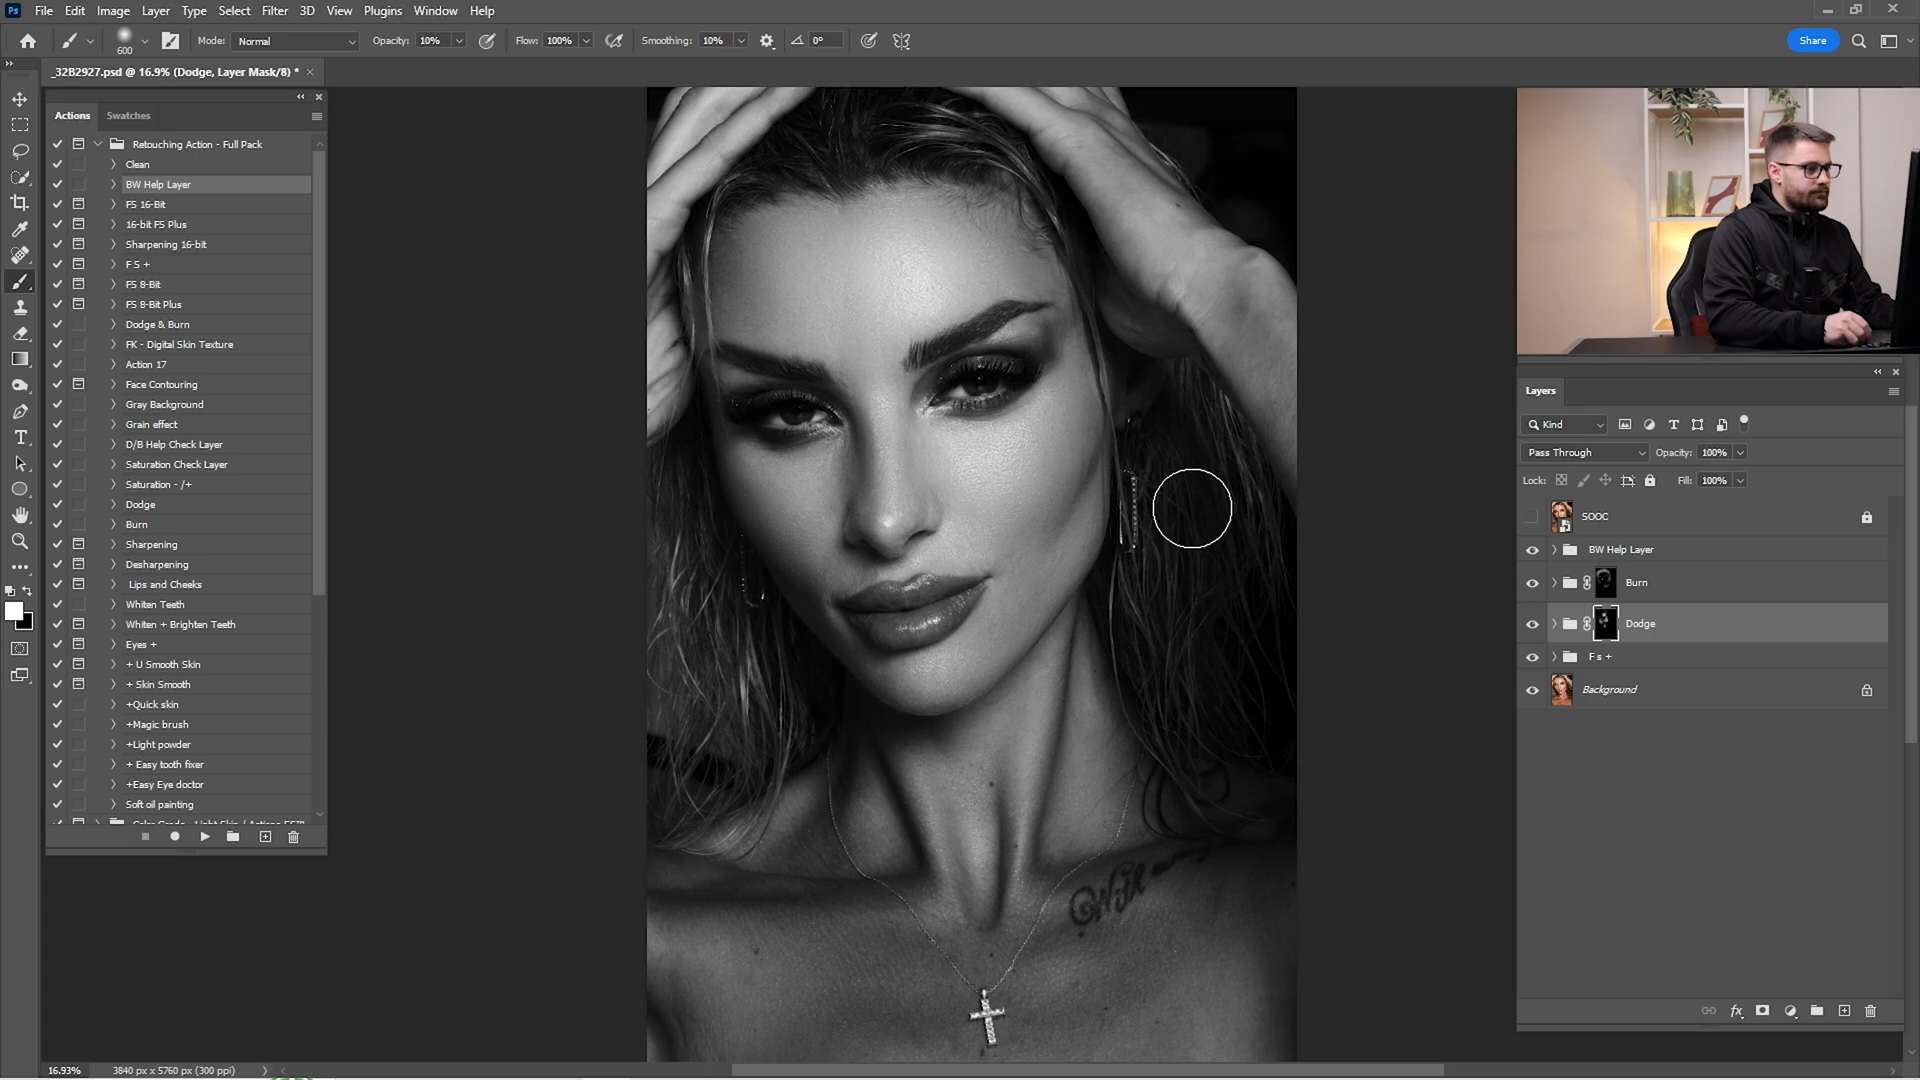 Ps File Edit Image Layer Type Select Filter 3D View Plugins Window Help
600 Mode: Normal Opacity: 10% Flow: 100% Smoothing: 10% 0° Share
_32B2927.psd @ 16.9% (Dodge, Layer Mask/8) *
Actions Swatches
Retouching Action - Full Pack
Clean
BW Help Layer
FS 16-Bit
16-bit FS Plus
Sharpening 16-bit
F S +
FS 8-Bit
FS 8-Bit Plus
Dodge & Burn
FK - Digital Skin Texture
Action 17
Face Contouring
Gray Background
Grain effect
D/B Help Check Layer
Saturation Check Layer
Saturation - /+
Dodge
Burn
Sharpening
Desharpening
Lips and Cheeks
Whiten Teeth
Whiten + Brighten Teeth
Eyes +
+ U Smooth Skin
+ Skin Smooth
+Quick skin
+Magic brush
+Light powder
+ Easy tooth fixer
+Easy Eye doctor
Soft oil painting
With
Layers
Kind
Pass Through Opacity: 100%
Lock: Fill: 100%
SOOC
BW Help Layer
Burn
Dodge
F s +
Background
fx
16.93% 3840 px x 5760 px (300 ppi)